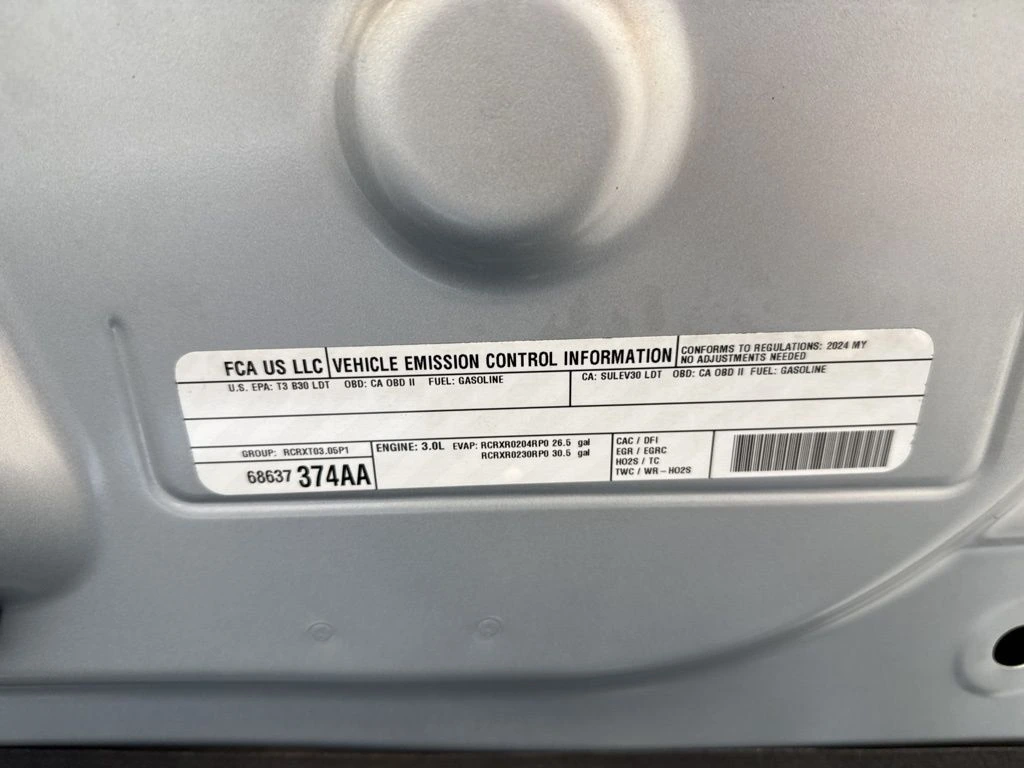 FCA US LLC
VEHICLE EMISSION CONTROL INFORMATION
CONFORMS TO REGULATIONS: 2024 MY
NO ADJUSTMENTS NEEDED
U.S. EPA: T3 B30 LDT OBD: CA OBD II FUEL: GASOLINE
CA: SULEV30 LDT OBD: CA OBD II FUEL: GASOLINE
GROUP: RCRXT03.05P1
68637 374AA
ENGINE: 3.0L EVAP: RCRXR0204RP0 26.5 gal
RCRXR0230RP0 30.5 gal
CAC / DFI
EGR / EGRC
HO2S / TC
TWC / WR-HO2S